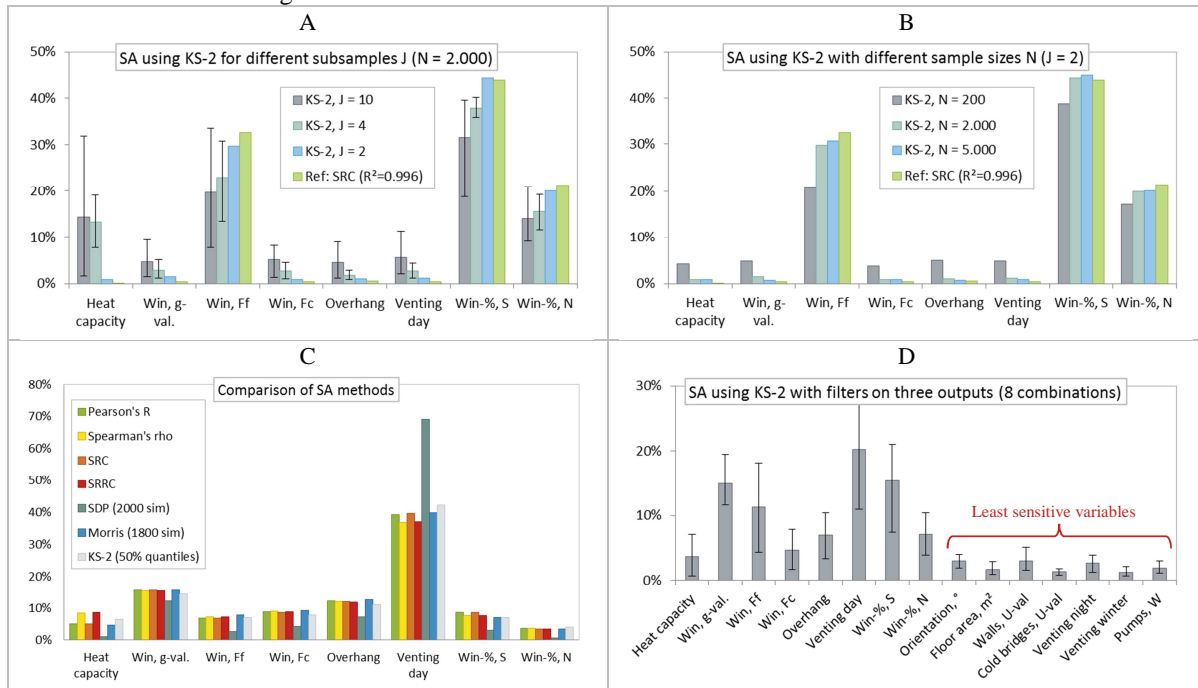 A
SA using KS-2 for different subsamples J (N = 2.000)
50%
40%
30%
20%
10%
0%
KS-2, J = 10
KS-2, J = 4
KS-2, J = 2
Ref: SRC (R²=0.996)
Heat capacity
Win, g-val.
Win, Ff
Win, Fc
Overhang
Venting day
Win-%, S
Win-%, N
B
SA using KS-2 with different sample sizes N (J = 2)
50%
40%
30%
20%
10%
0%
KS-2, N = 200
KS-2, N = 2.000
KS-2, N = 5.000
Ref: SRC (R²=0.996)
Heat capacity
Win, g-val.
Win, Ff
Win, Fc
Overhang
Venting day
Win-%, S
Win-%, N
C
Comparison of SA methods
80%
70%
60%
50%
40%
30%
20%
10%
0%
Pearson's R
Spearman's rho
SRC
SRRC
SDP (2000 sim)
Morris (1800 sim)
KS-2 (50% quantiles)
Heat capacity
Win, g-val.
Win, Ff
Win, Fc
Overhang
Venting day
Win-%, S
Win-%, N
D
SA using KS-2 with filters on three outputs (8 combinations)
30%
20%
10%
0%
Least sensitive variables
Heat capacity
Win, g-val.
Win, Ff
Win, Fc
Overhang
Venting day
Win-%, S
Win-%, N
Orientation, °
Floor area, m²
Walls, U-val
Cold bridges, U-val
Venting night
Venting winter
Pumps, W